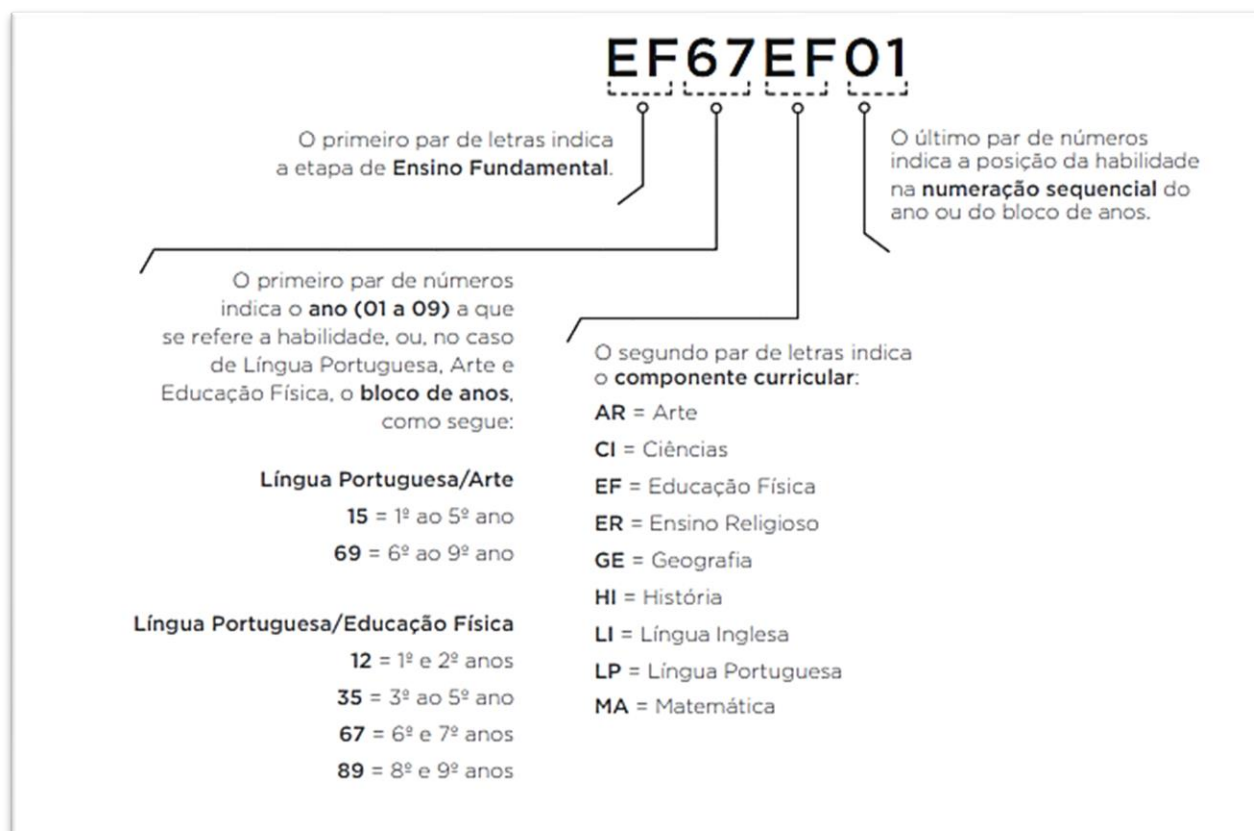 EF67EF01
O primeiro par de letras indica
a etapa de Ensino Fundamental.
O último par de números
indica a posição da habilidade
na numeração sequencial do
ano ou do bloco de anos.
O primeiro par de números
indica o ano (01 a 09) a que
se refere a habilidade, ou, no caso
de Língua Portuguesa, Arte e
Educação Física, o bloco de anos,
como segue:
Língua Portuguesa/Arte
15 = 1º ao 5º ano
69 = 6º ao 9º ano
Língua Portuguesa/Educação Física
12 = 1º e 2º anos
35 = 3º ao 5º ano
67 = 6º e 7º anos
89 = 8º e 9º anos
O segundo par de letras indica
o componente curricular:
AR = Arte
CI = Ciências
EF = Educação Física
ER = Ensino Religioso
GE = Geografia
HI = História
LI = Língua Inglesa
LP = Língua Portuguesa
MA = Matemática